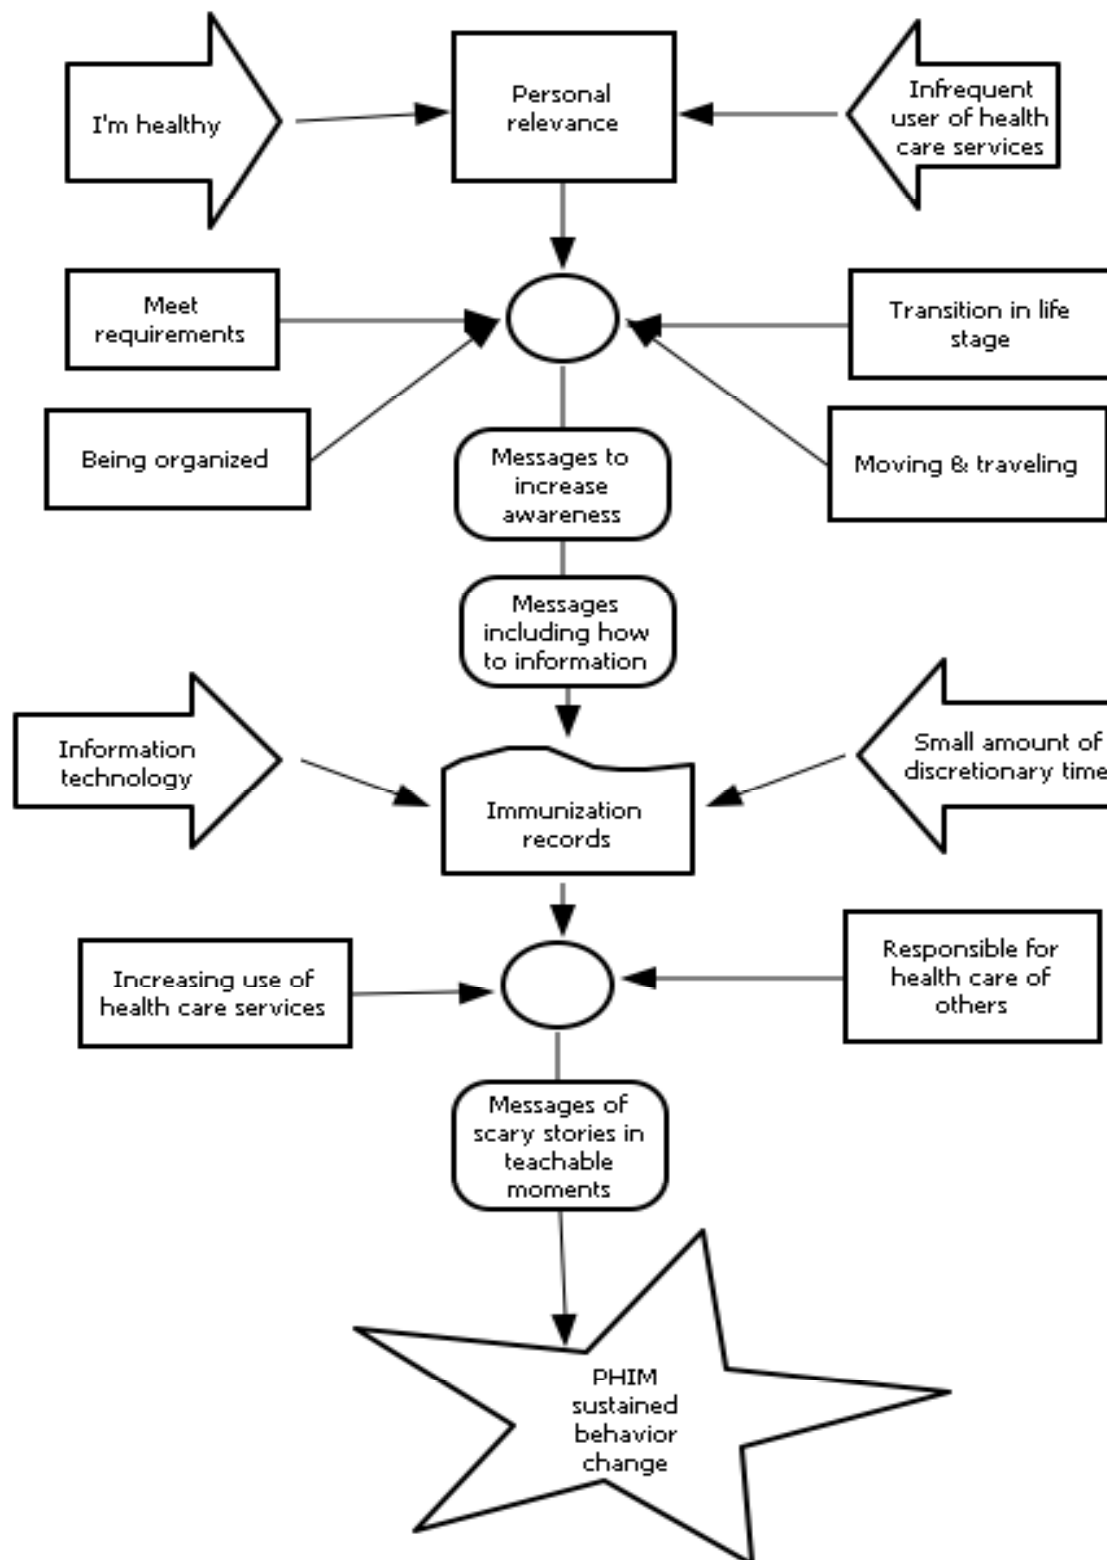 I'm healthy
Personal
relevance
Infrequent
user of health
care services
Meet
requirements
Transition in life
stage
Being organized
Messages to
increase
awareness
Moving & traveling
Messages
including how
to information
Information
technology
Small amount of
discretionary time
Immunization
records
Increasing use of
health care services
Responsible for
health care of
others
Messages of
scary stories in
teachable
moments
PHIM
sustained
behavior
change